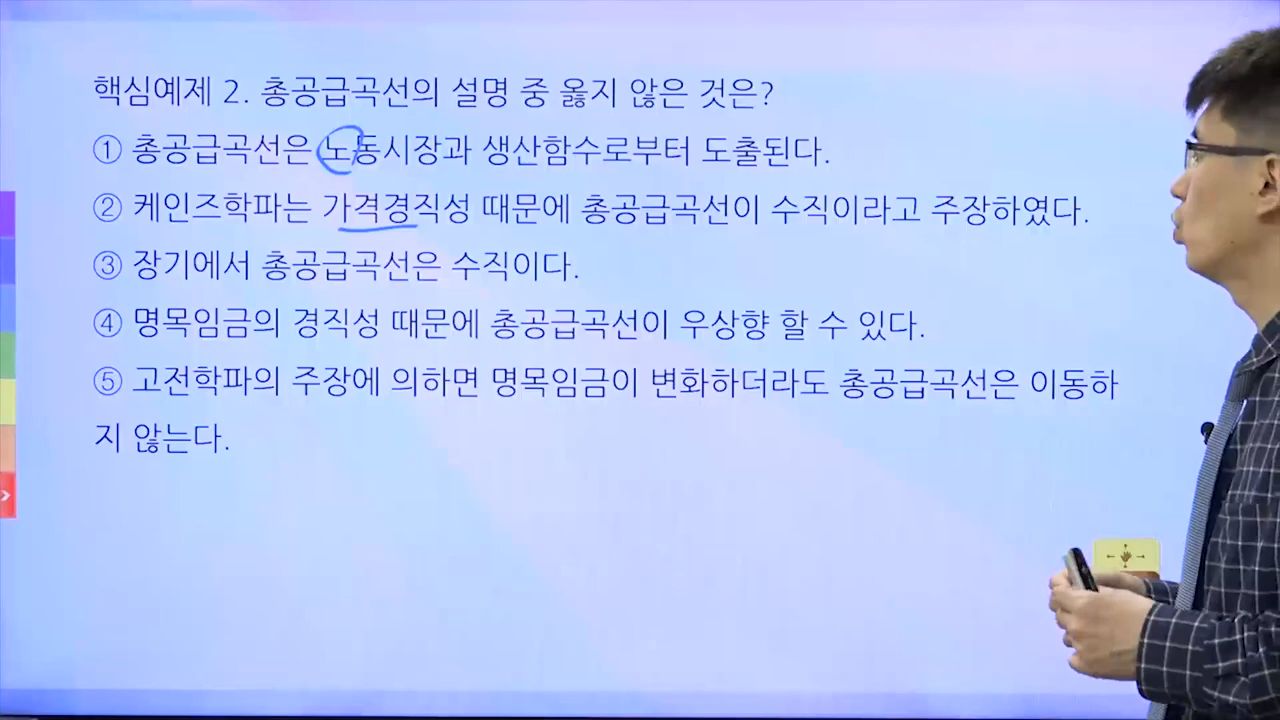 핵심예제 2. 총공급곡선의 설명 중 옳지 않은 것은?
① 총공급곡선은 노동시장과 생산함수로부터 도출된다.
② 케인즈학파는 가격경직성 때문에 총공급곡선이 수직이라고 주장하였다.
③ 장기에서 총공급곡선은 수직이다.
④ 명목임금의 경직성 때문에 총공급곡선이 우상향 할 수 있다.
⑤ 고전학파의 주장에 의하면 명목임금이 변화하더라도 총공급곡선은 이동하
지 않는다.